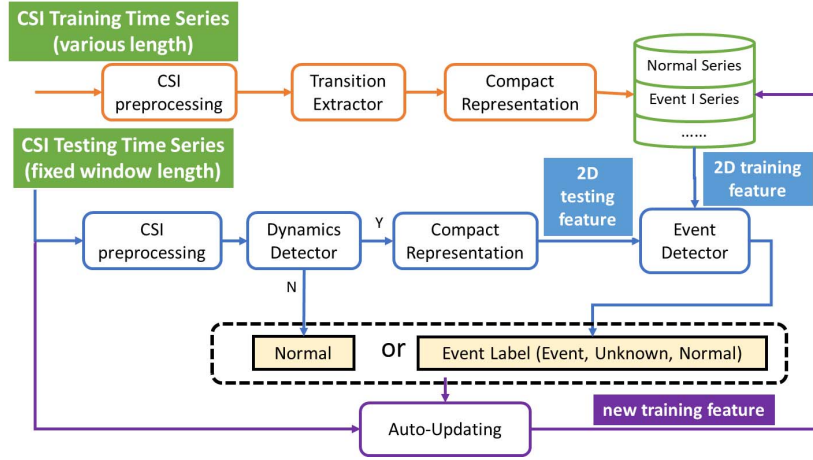 CSI Training Time Series
(various length)
CSI
preprocessing
Transition
Extractor
Compact
Representation
Normal Series
Event I Series
......
CSI Testing Time Series
(fixed window length)
2D
testing
feature
2D training
feature
CSI
preprocessing
Dynamics
Detector
Y
Compact
Representation
Event
Detector
N
Normal
or
Event Label (Event, Unknown, Normal)
Auto-Updating
new training feature